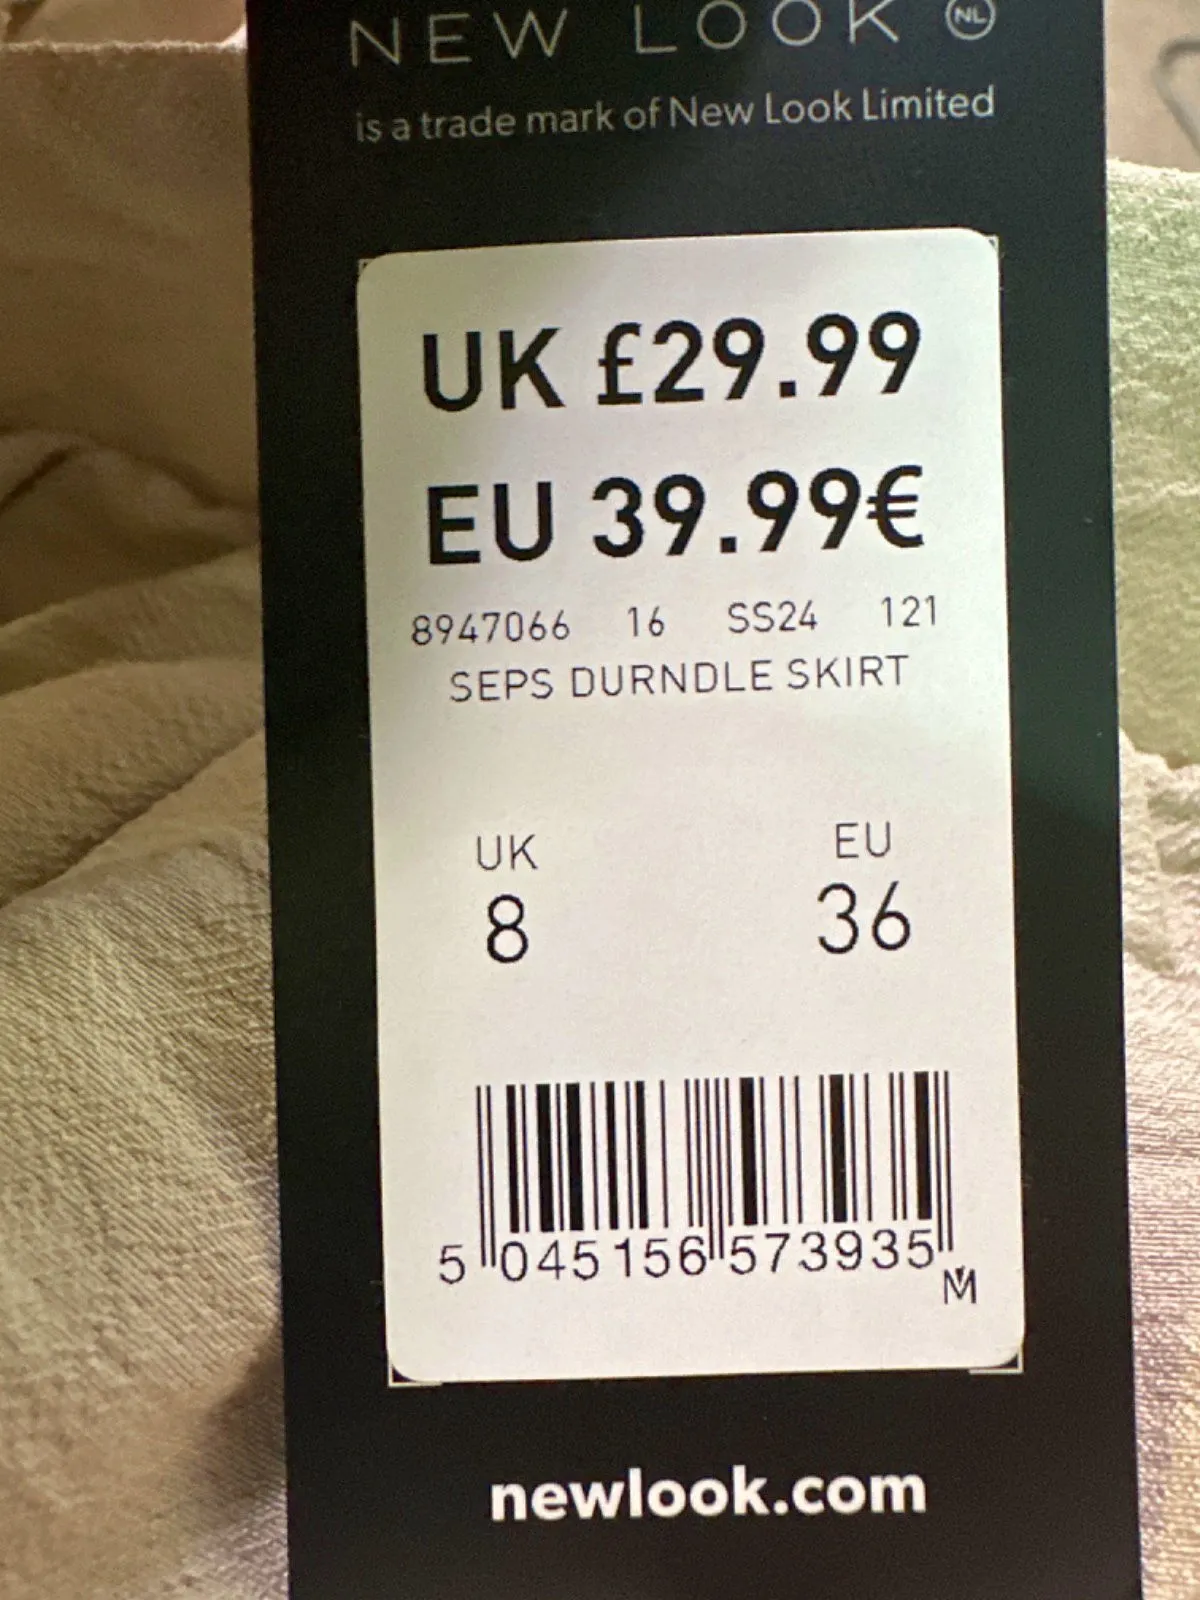 NEW LOOK NL
is a trade mark of New Look Limited
UK £29.99
EU 39.99€
8947066 16 SS24 121
SEPS DURNDLE SKIRT
UK EU
8 36
5 045156 573935
M
newlook.com